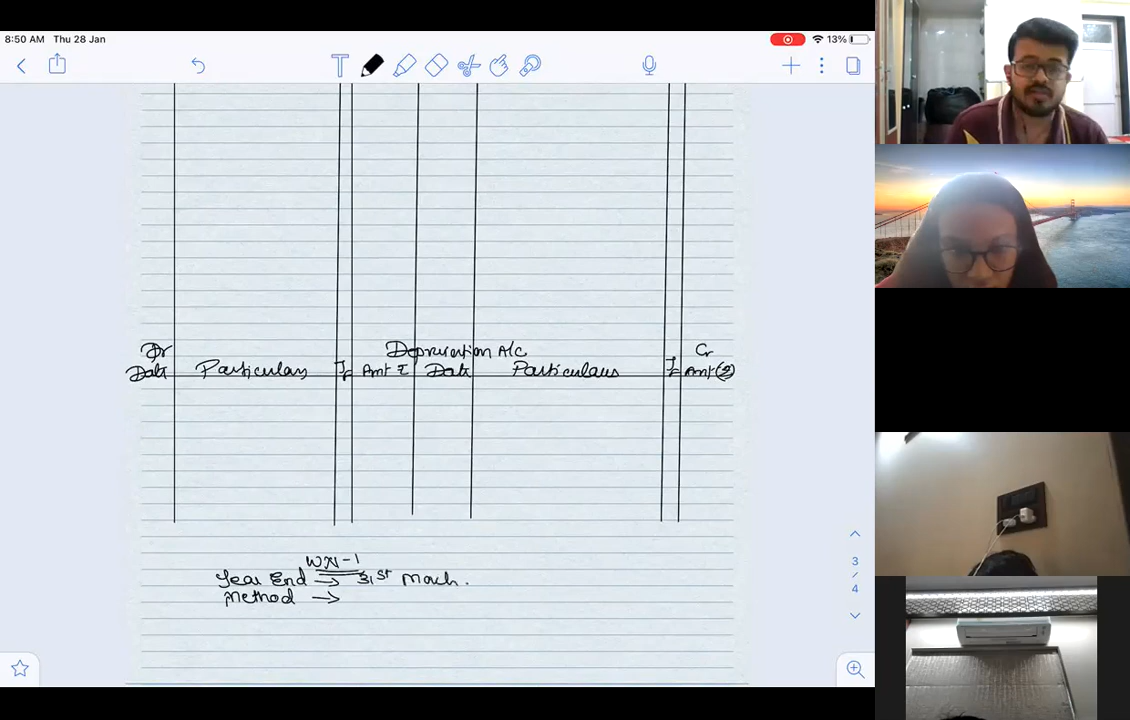 8:50 AM Thu 28 Jan
13%
Depreciation A/c
Dr
Cr
Date Particulars J.F Amt ₹ Date Particulars J.F Amt (₹)
WN-1
Year End → 31st March.
Method →
3
/
4